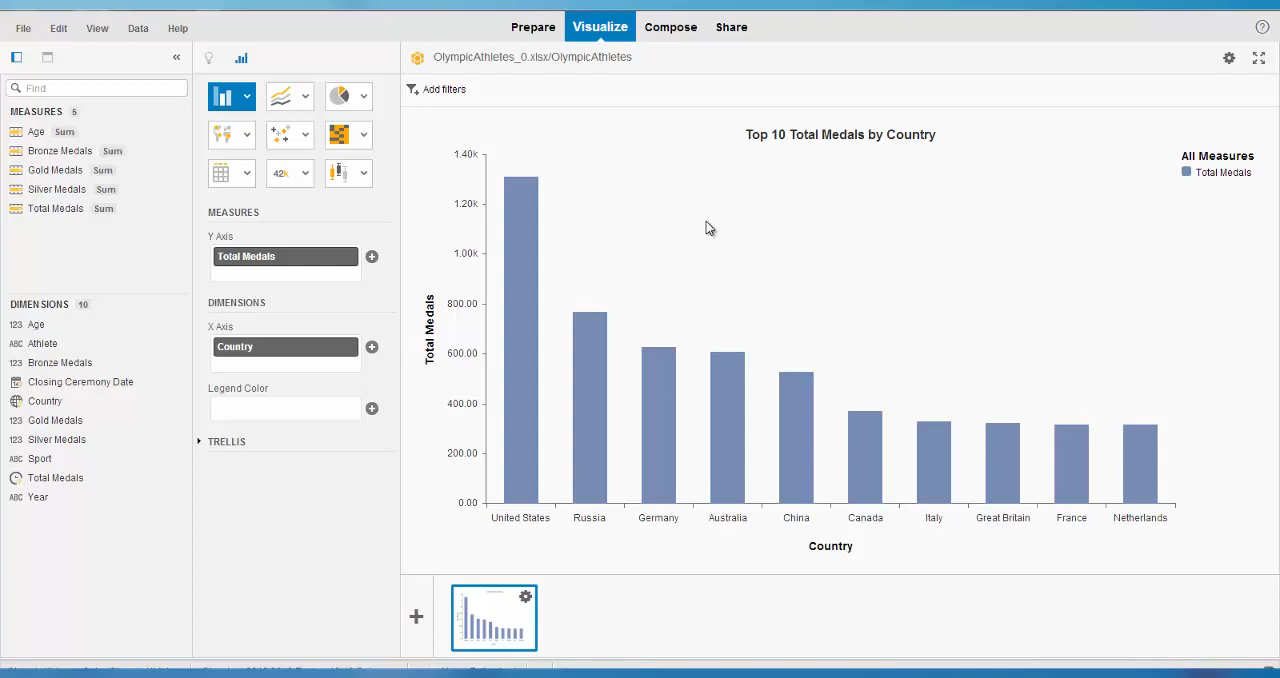 File Edit View Data Help
Prepare Visualize Compose Share
OlympicAthletes_0.xlsx/OlympicAthletes
Find
MEASURES 5
Age Sum
Bronze Medals Sum
Gold Medals Sum
Silver Medals Sum
Total Medals Sum
DIMENSIONS 10
123 Age
ABC Athlete
123 Bronze Medals
Closing Ceremony Date
Country
123 Gold Medals
123 Silver Medals
ABC Sport
Total Medals
ABC Year
42k
MEASURES
Y Axis
Total Medals
DIMENSIONS
X Axis
Country
Legend Color
TRELLIS
Add filters
Top 10 Total Medals by Country
All Measures
Total Medals
1.40k
1.20k
1.00k
800.00
600.00
400.00
200.00
0.00
Total Medals
United States Russia Germany Australia China Canada Italy Great Britain France Netherlands
Country